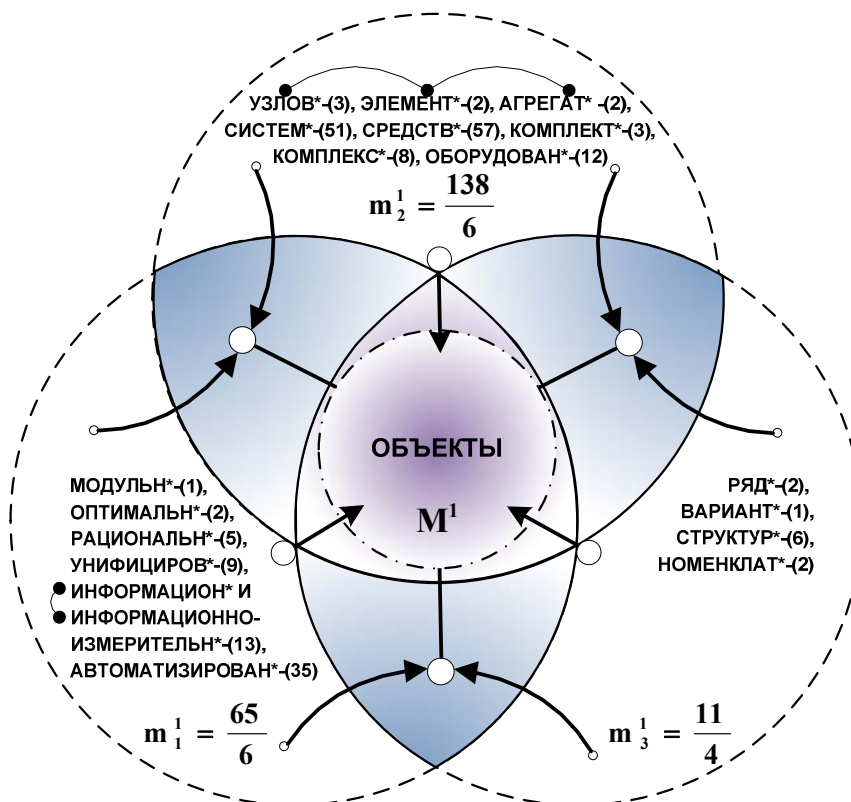 УЗЛОВ*-(3), ЭЛЕМЕНТ*-(2), АГРЕГАТ* -(2),
СИСТЕМ*-(51), СРЕДСТВ*-(57), КОМПЛЕКТ*-(3),
КОМПЛЕКС*-(8), ОБОРУДОВАН*-(12)
m¹₂ = 138/6
ОБЪЕКТЫ
M¹
МОДУЛЬН*-(1),
ОПТИМАЛЬН*-(2),
РАЦИОНАЛЬН*-(5),
УНИФИЦИРОВ*-(9),
ИНФОРМАЦИОН* И
ИНФОРМАЦИОННО-
ИЗМЕРИТЕЛЬН*-(13),
АВТОМАТИЗИРОВАН*-(35)
m¹₁ = 65/6
РЯД*-(2),
ВАРИАНТ*-(1),
СТРУКТУР*-(6),
НОМЕНКЛАТ*-(2)
m¹₃ = 11/4